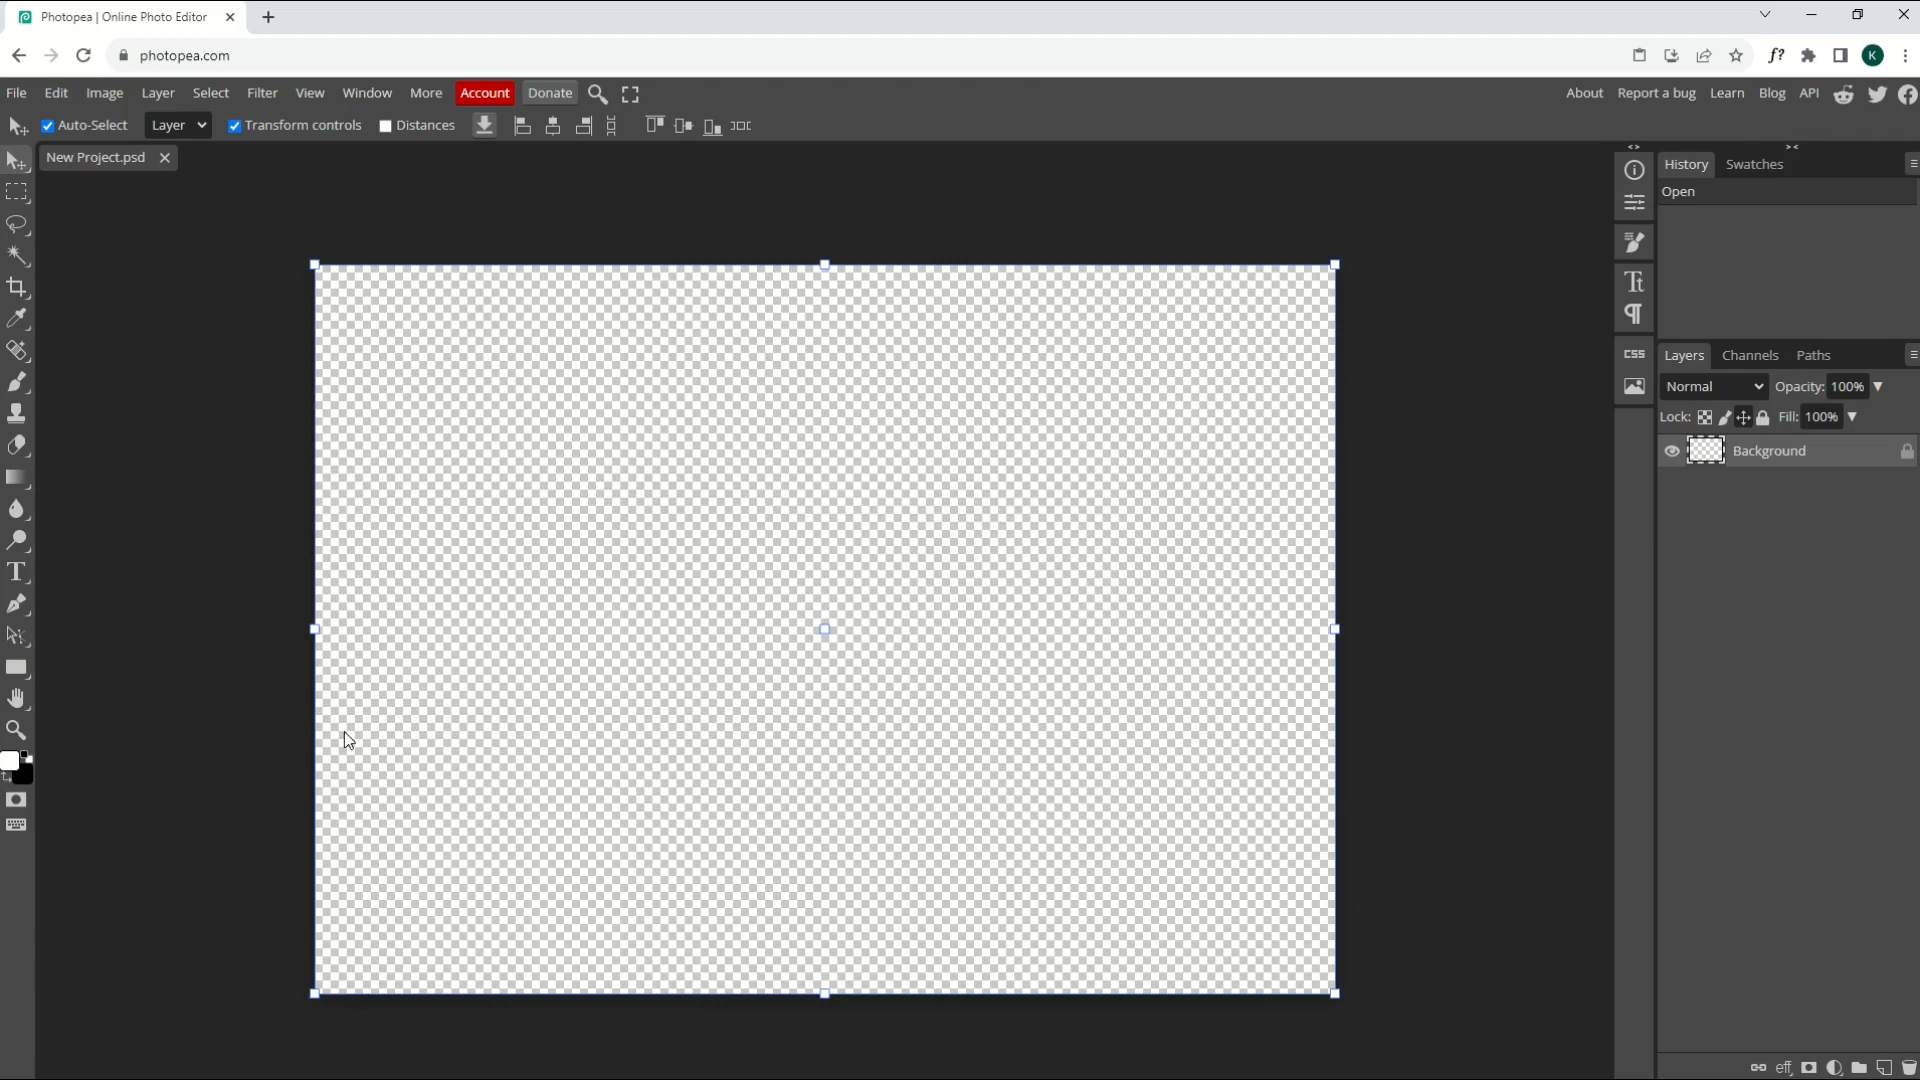 Photopea | Online Photo Editor
photopea.com
f?
K
File Edit Image Layer Select Filter View Window More Account Donate
About Report a bug Learn Blog API
Auto-Select Layer Transform controls Distances
New Project.psd
History Swatches
Open
CSS
Layers Channels Paths
Normal Opacity: 100%
Lock: Fill: 100%
Background
eff